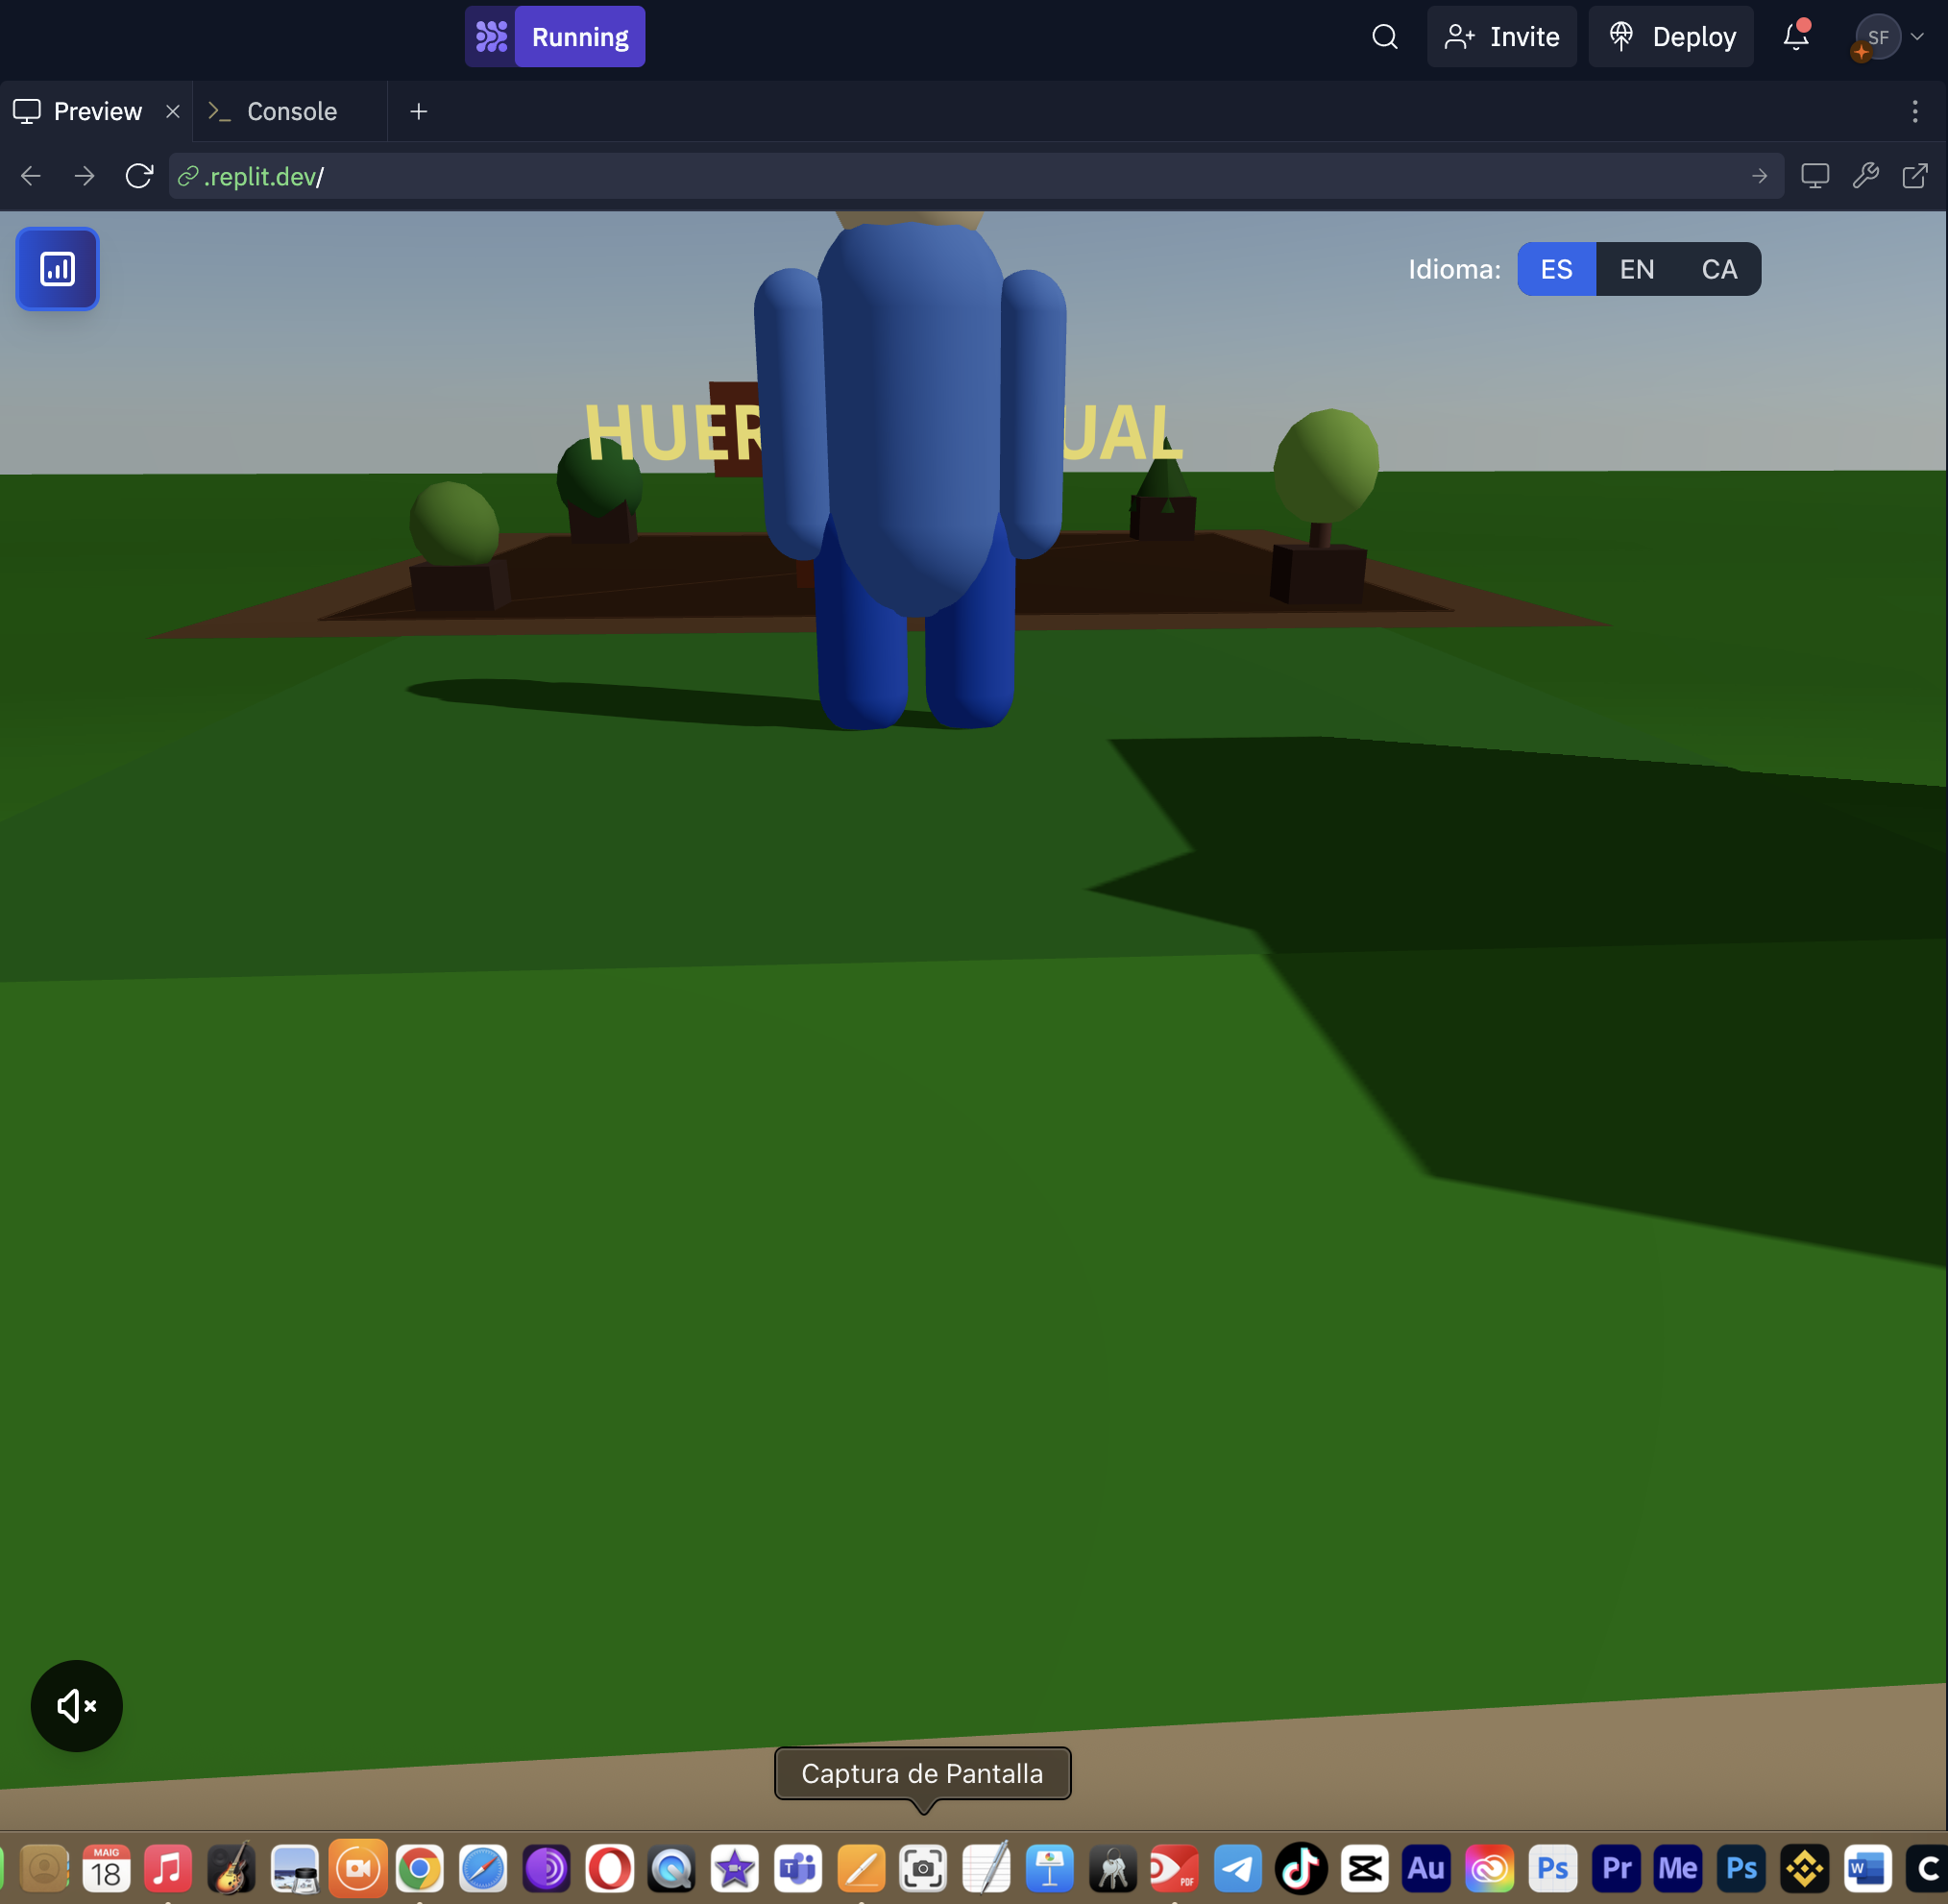 Running
Invite
Deploy
SF
Preview
Console
.replit.dev/
Idioma:
ES
EN
CA
HUER
UAL
Captura de Pantalla
MAIG
18
T
PDF
Au
Ps
Pr
Me
Ps
W
C